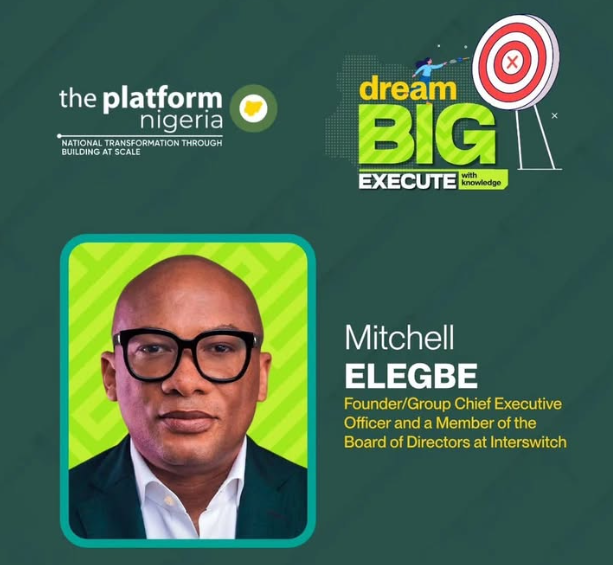 the platform
nigeria
NATIONAL TRANSFORMATION THROUGH
BUILDING AT SCALE
dream
BIG
EXECUTE with
knowledge
Mitchell
ELEGBE
Founder/Group Chief Executive
Officer and a Member of the
Board of Directors at Interswitch